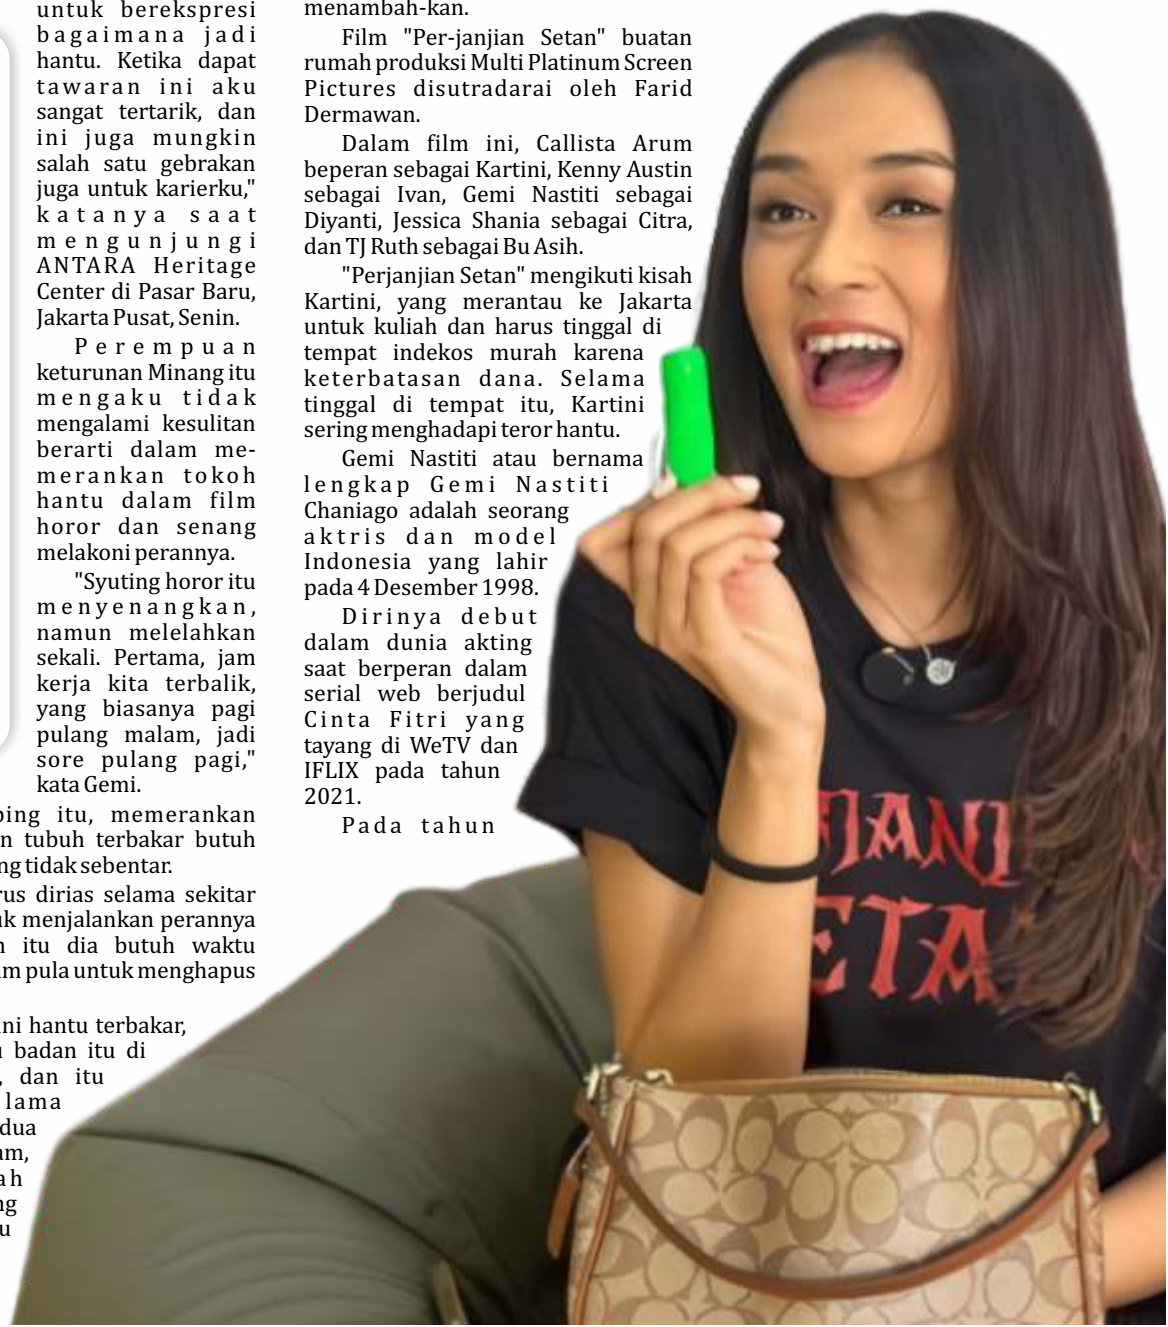 untuk berekspresi
bagaimana jadi
hantu. Ketika dapat
tawaran ini aku
sangat tertarik, dan
ini juga mungkin
salah satu gebrakan
juga untuk karierku,"
katanya saat
mengunjungi
ANTARA Heritage
Center di Pasar Baru,
Jakarta Pusat, Senin.
Perempuan
keturunan Minang itu
mengaku tidak
mengalami kesulitan
berarti dalam me-
merankan tokoh
hantu dalam film
horor dan senang
melakoni perannya.
"Syuting horor itu
menyenangkan,
namun melelahkan
sekali. Pertama, jam
kerja kita terbalik,
yang biasanya pagi
pulang malam, jadi
sore pulang pagi,"
kata Gemi.
itu, memerankan
tubuh terbakar butuh
tidak sebentar.
dirias selama sekitar
menjalankan perannya
itu dia butuh waktu
pula untuk menghapus
hantu terbakar,
badan itu di
dan itu
lama
dua
menambah-kan.
Film "Per-janjian Setan" buatan
rumah produksi Multi Platinum Screen
Pictures disutradarai oleh Farid
Dermawan.
Dalam film ini, Callista Arum
beperan sebagai Kartini, Kenny Austin
sebagai Ivan, Gemi Nastiti sebagai
Diyanti, Jessica Shania sebagai Citra,
dan TJ Ruth sebagai Bu Asih.
"Perjanjian Setan" mengikuti kisah
Kartini, yang merantau ke Jakarta
untuk kuliah dan harus tinggal di
tempat indekos murah karena
keterbatasan dana. Selama
tinggal di tempat itu, Kartini
sering menghadapi teror hantu.
Gemi Nastiti atau bernama
lengkap Gemi Nastiti
Chaniago adalah seorang
aktris dan model
Indonesia yang lahir
pada 4 Desember 1998.
Dirinya debut
dalam dunia akting
saat berperan dalam
serial web berjudul
Cinta Fitri yang
tayang di WeTV dan
IFLIX pada tahun
2021.
Pada tahun